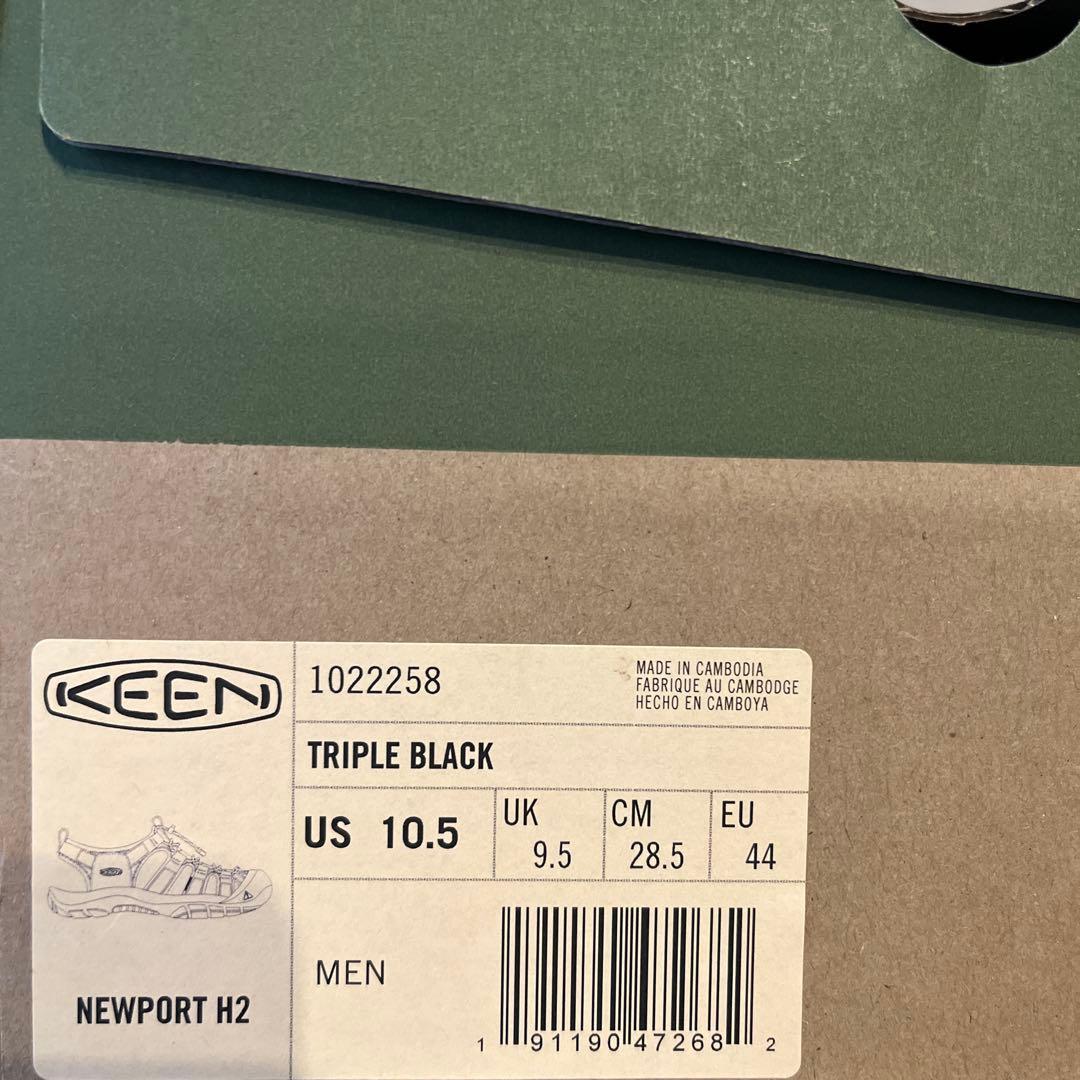 KEEN
1022258
MADE IN CAMBODIA
FABRIQUE AU CAMBODGE
HECHO EN CAMBOYA
TRIPLE BLACK
US 10.5
UK
9.5
CM
28.5
EU
44
MEN
NEWPORT H2
1 91190 47268 2